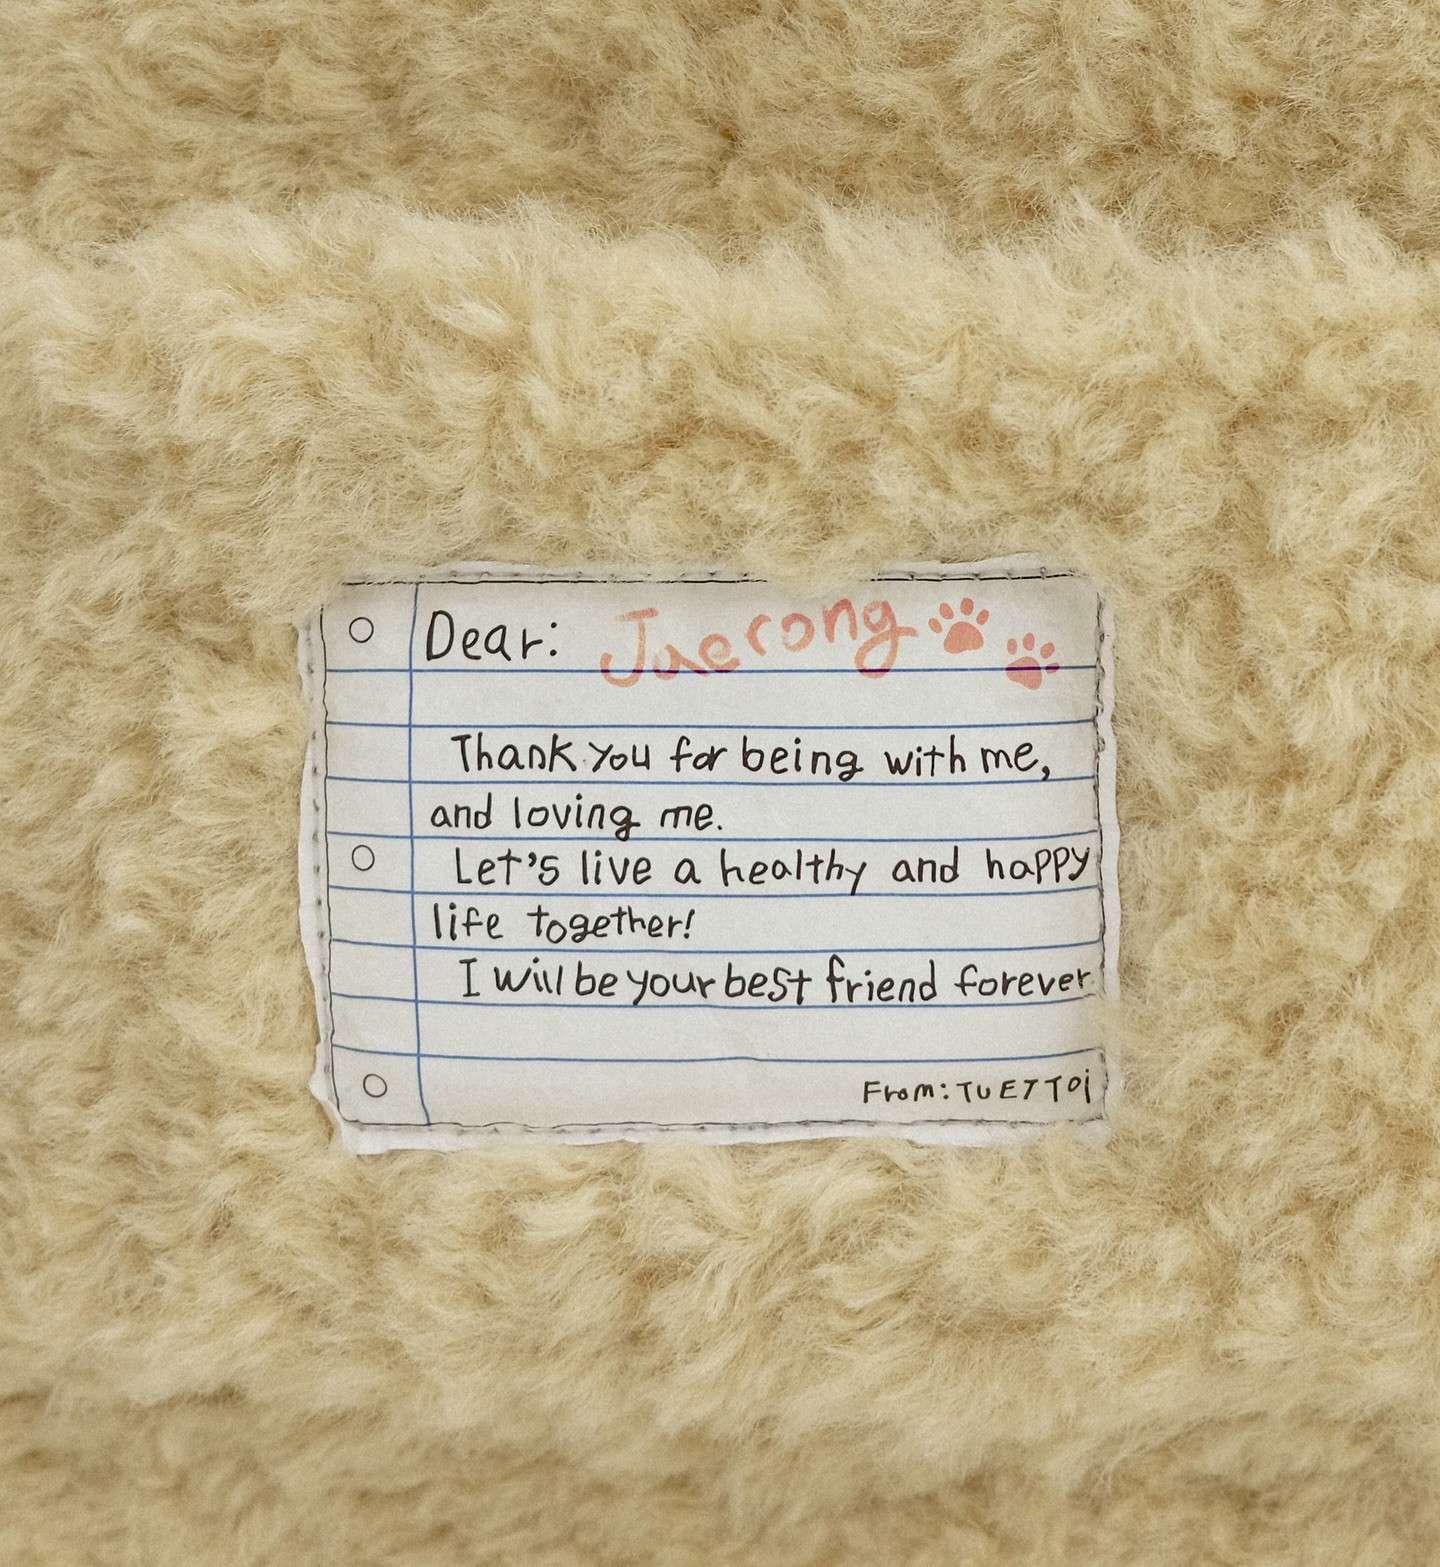 Dear: Jaerong
Thank you for being with me,
and loving me.
Let's live a healthy and happy
life together!
I will be your best friend forever.
From: TUETTOi